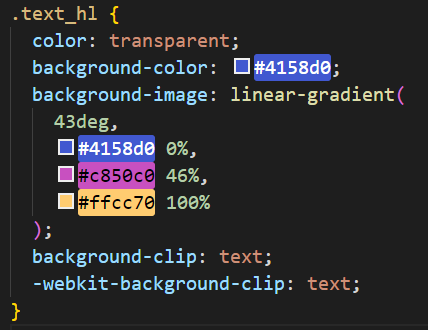 .text_hl {
color: transparent;
background-color: #4158d0;
background-image: linear-gradient(
43deg,
#4158d0 0%,
#c850c0 46%,
#ffcc70 100%
);
background-clip: text;
-webkit-background-clip: text;
}